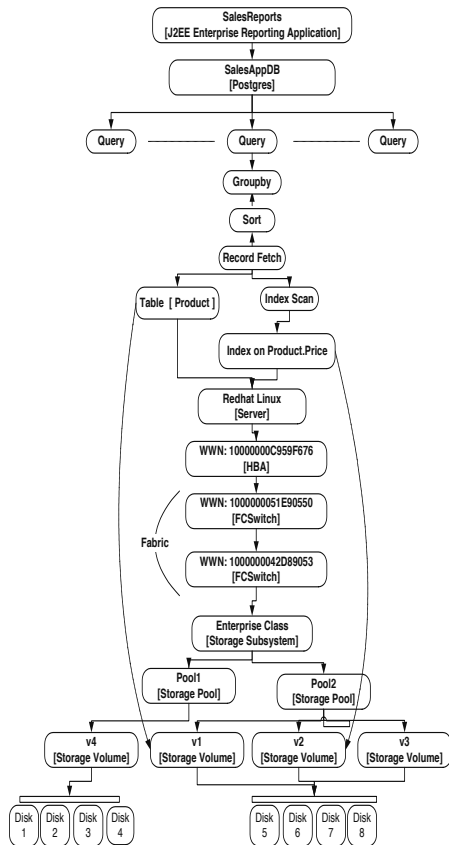 SalesReports
[J2EE Enterprise Reporting Application]
SalesAppDB
[Postgres]
Query
Query
Query
Groupby
Sort
Record Fetch
Table [ Product ]
Index Scan
Index on Product.Price
Redhat Linux
[Server]
WWN: 10000000C959F676
[HBA]
WWN: 1000000051E90550
[FCSwitch]
Fabric
WWN: 1000000042D89053
[FCSwitch]
Enterprise Class
[Storage Subsystem]
Pool1
[Storage Pool]
Pool2
[Storage Pool]
v4
[Storage Volume]
v1
[Storage Volume]
v2
[Storage Volume]
v3
[Storage Volume]
Disk
1
Disk
2
Disk
3
Disk
4
Disk
5
Disk
6
Disk
7
Disk
8